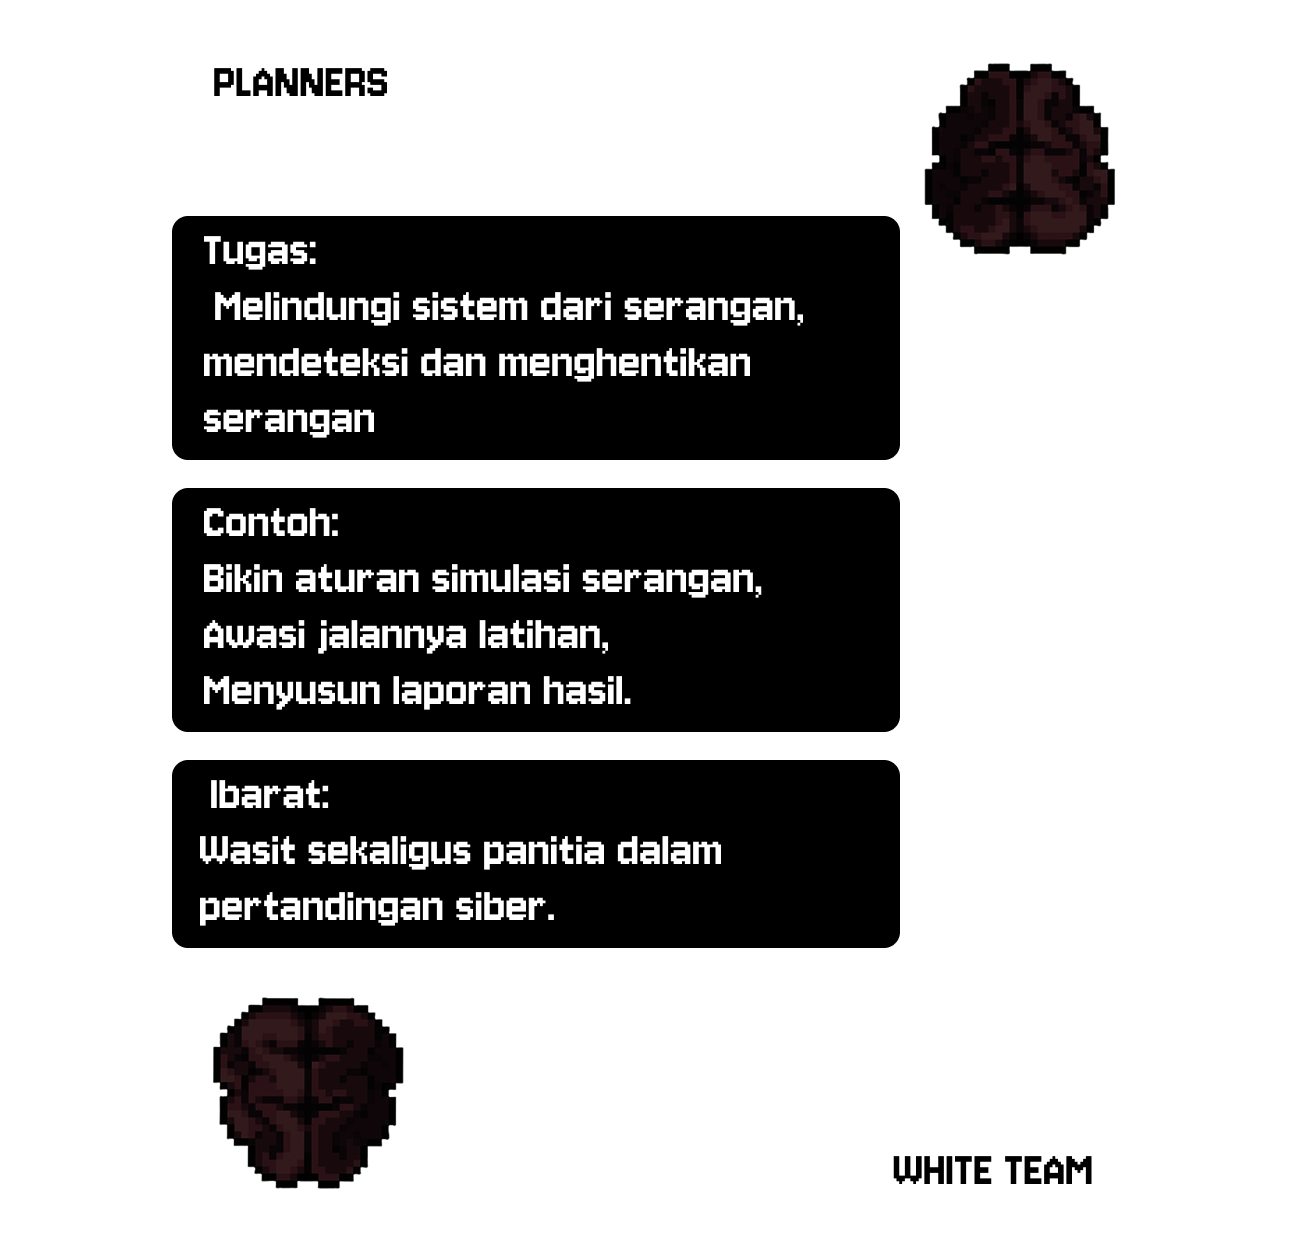 PLANNERS
Tugas:
Melindungi sistem dari serangan,
mendeteksi dan menghentikan
serangan
Contoh:
Bikin aturan simulasi serangan,
Awasi jalannya latihan,
Menyusun laporan hasil.
Ibarat:
Wasit sekaligus panitia dalam
pertandingan siber.
WHITE TEAM